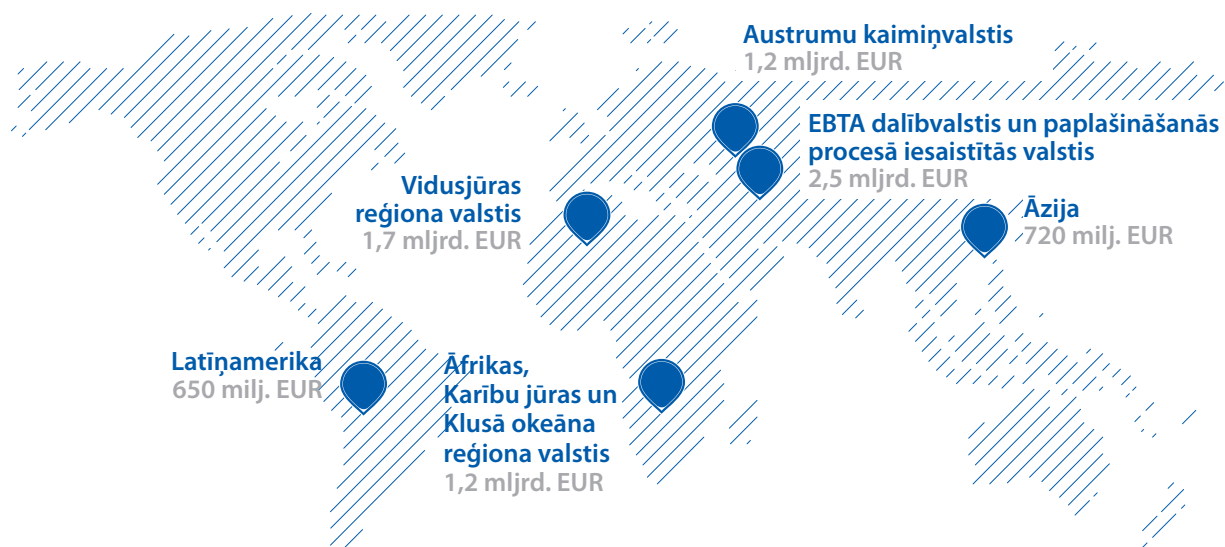 Austrumu kaimiņvalstis
1,2 mljrd. EUR
EBTA dalībvalstis un paplašināšanās
procesā iesaistītās valstis
2,5 mljrd. EUR
Vidusjūras
reģiona valstis
1,7 mljrd. EUR
Āzija
720 milj. EUR
Latīņamerika
650 milj. EUR
Āfrikas,
Karību jūras un
Klusā okeāna
reģiona valstis
1,2 mljrd. EUR